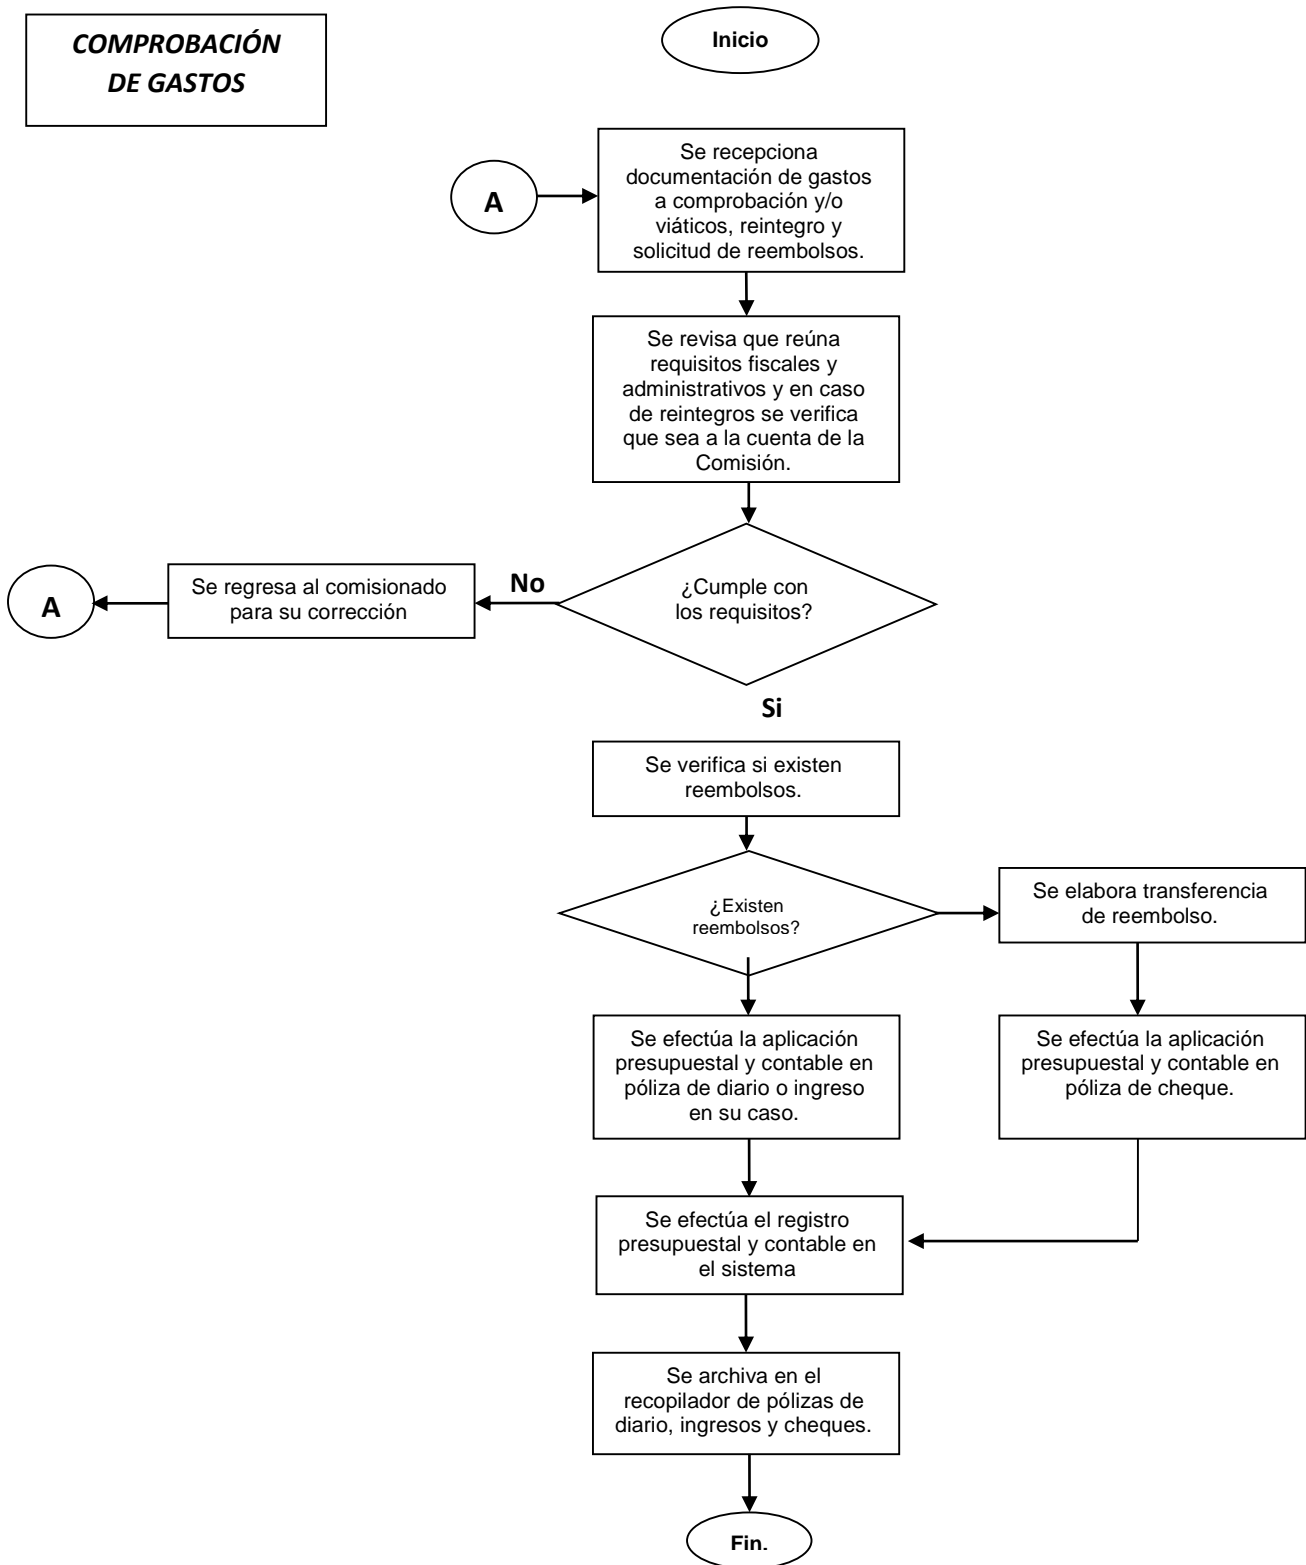 COMPROBACIÓN
DE GASTOS
Inicio
A
Se recepciona
documentación de gastos
a comprobación y/o
viáticos, reintegro y
solicitud de reembolsos.
Se revisa que reúna
requisitos fiscales y
administrativos y en caso
de reintegros se verifica
que sea a la cuenta de la
Comisión.
¿Cumple con
los requisitos?
No
Se regresa al comisionado
para su corrección
A
Si
Se verifica si existen
reembolsos.
¿Existen
reembolsos?
Se elabora transferencia
de reembolso.
Se efectúa la aplicación
presupuestal y contable en
póliza de diario o ingreso
en su caso.
Se efectúa la aplicación
presupuestal y contable en
póliza de cheque.
Se efectúa el registro
presupuestal y contable en
el sistema
Se archiva en el
recopilador de pólizas de
diario, ingresos y cheques.
Fin.